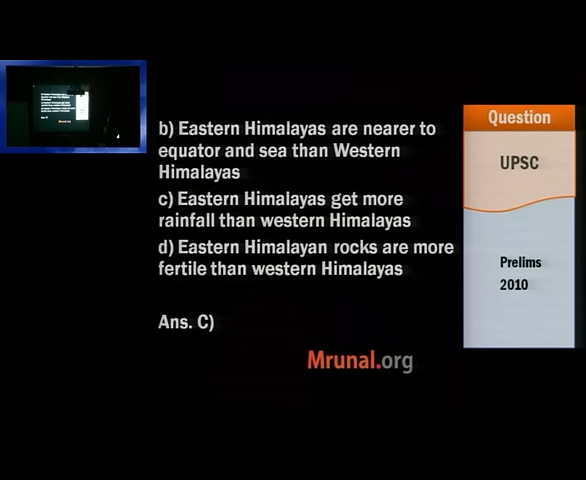 b) Eastern Himalayas are nearer to
equator and sea than Western
Himalayas
c) Eastern Himalayas get more
rainfall than western Himalayas
d) Eastern Himalayan rocks are more
fertile than western Himalayas
Ans. C)
Mrunal.org
Question
UPSC
Prelims
2010